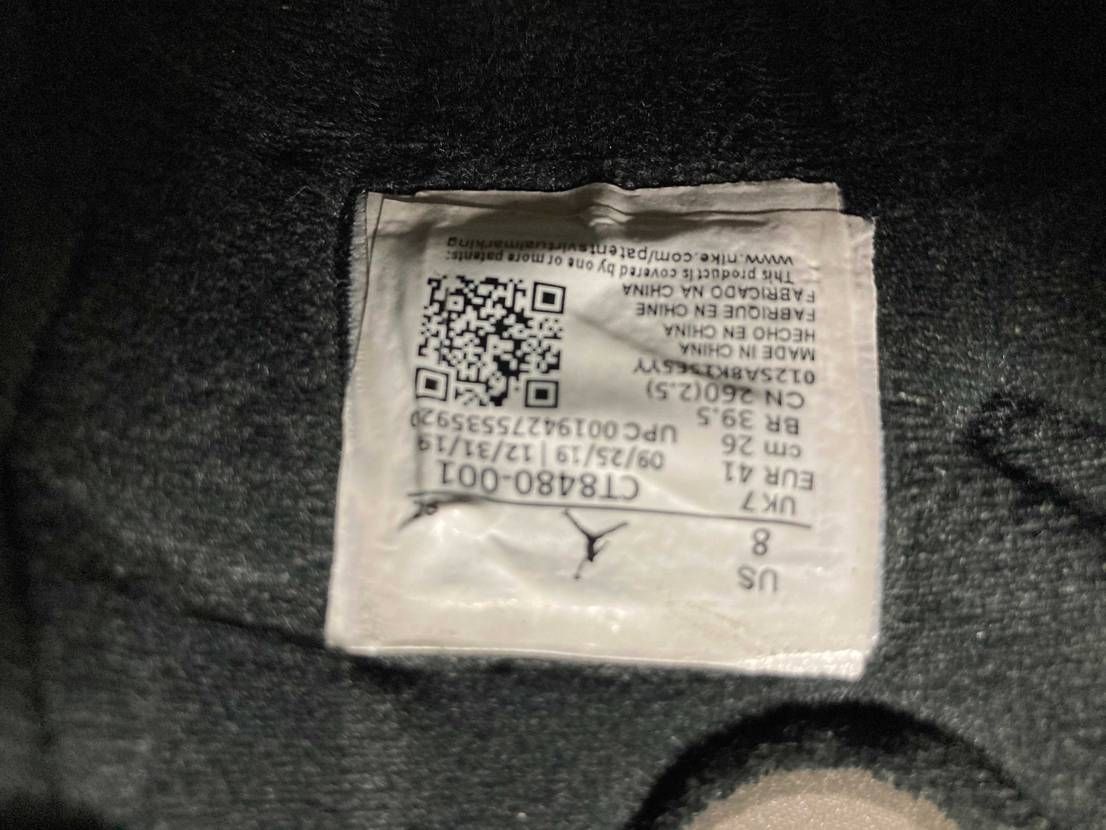 US
8
UK 7
EUR 41
cm 26
BR 39.5
CN 260(2.5)
CT8480-001
09/25/19 | 12/31/19
UPC 00194275535920
MADE IN CHINA
HECHO EN CHINA
FABRIQUE EN CHINE
FABRICADO NA CHINA
This product is covered by one or more patents:
www.nike.com/patentsvirtualmarking